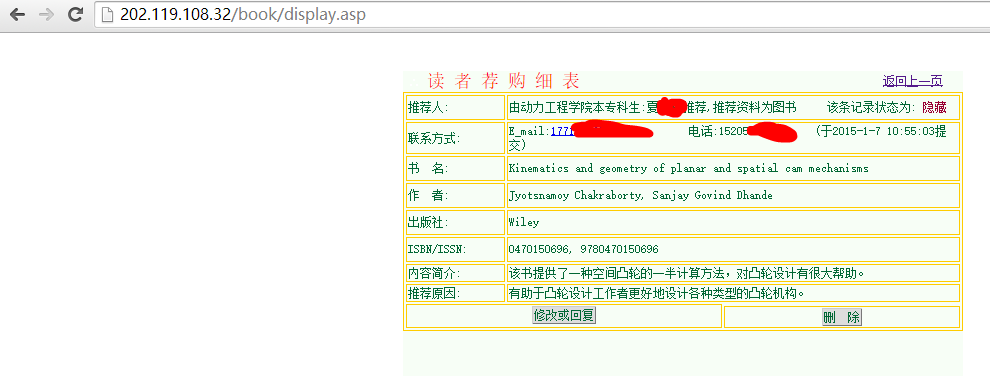 202.119.108.32/book/display.asp
读者荐购细表 返回上一页
推荐人: 由动力工程学院本专科生:夏 推荐,推荐资料为图书 该条记录状态为: 隐藏
联系方式: E_mail:1771 电话:15205 (于2015-1-7 10:55:03提
交)
书 名: Kinematics and geometry of planar and spatial cam mechanisms
作 者: Jyotsnamoy Chakraborty, Sanjay Govind Dhande
出版社: Wiley
ISBN/ISSN: 0470150696, 9780470150696
内容简介: 该书提供了一种空间凸轮的一半计算方法，对凸轮设计有很大帮助。
推荐原因: 有助于凸轮设计工作者更好地设计各种类型的凸轮机构。
修改或回复 删 除